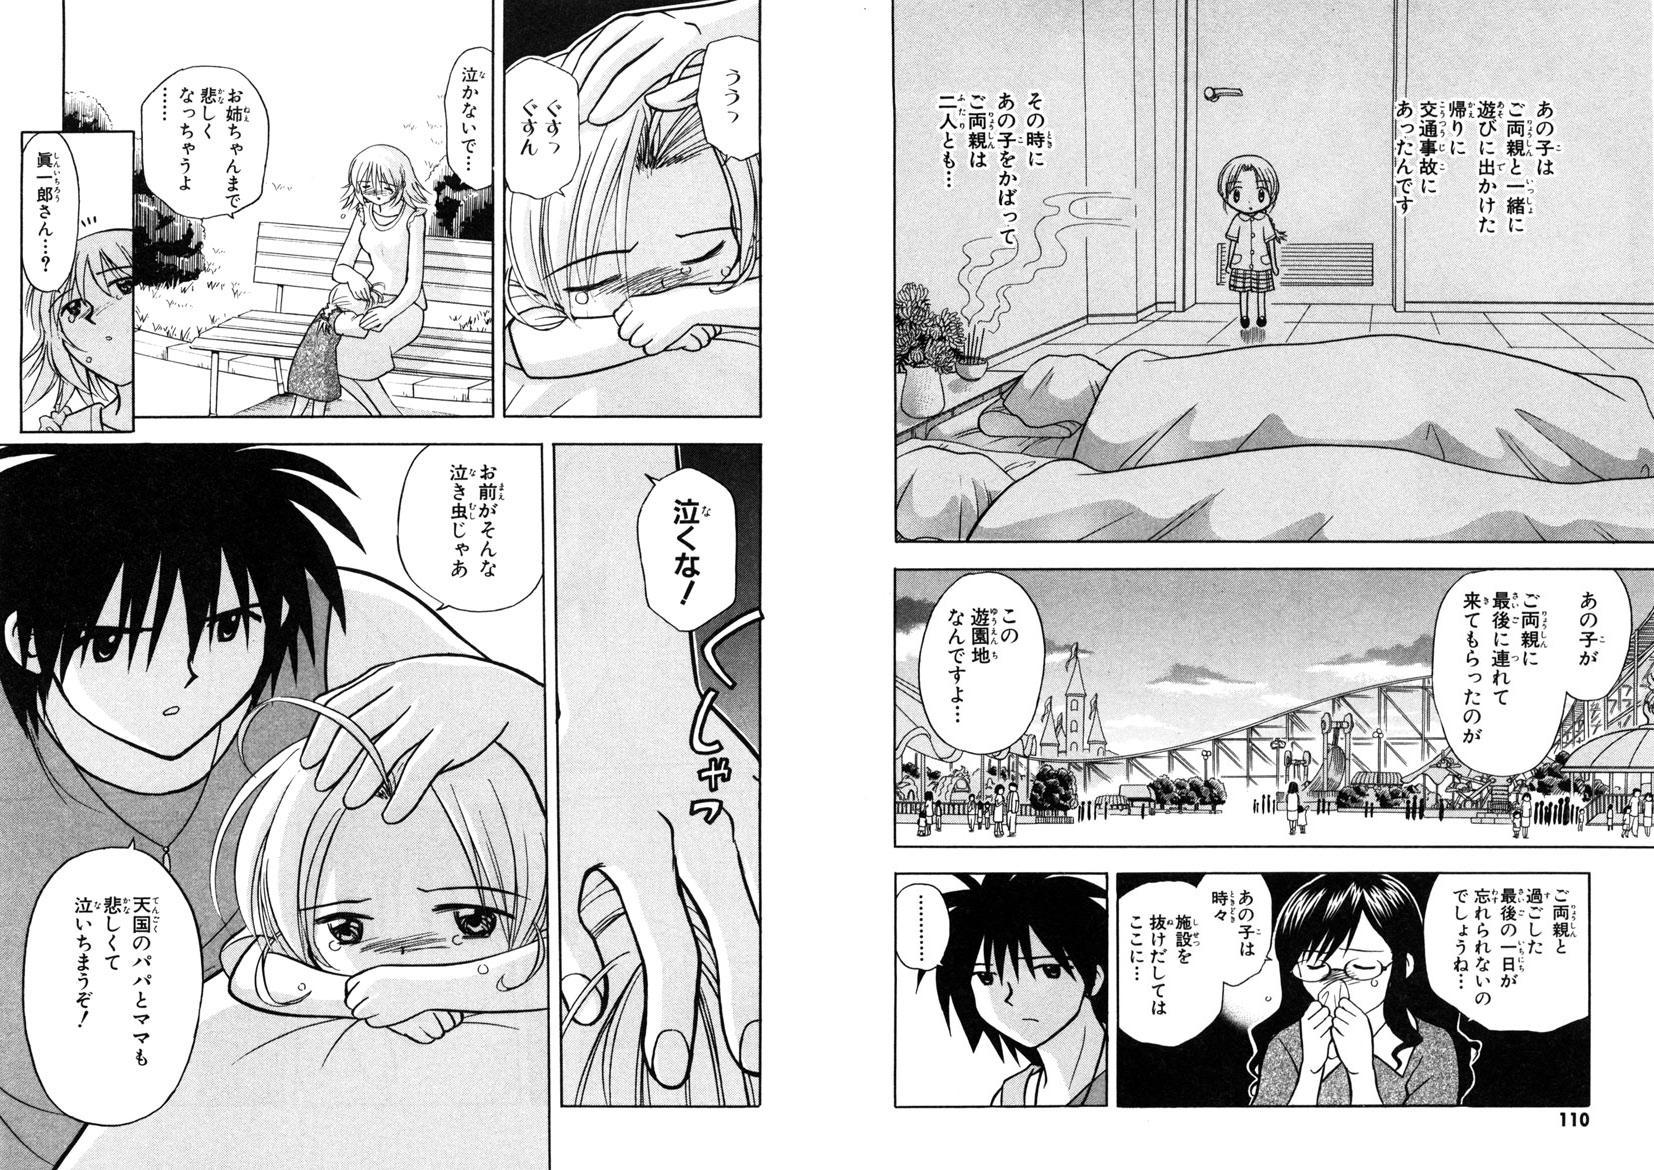 あの子は
ご両親と一緒に
遊びに出かけた
帰りに
交通事故に
あったんです
その時に
あの子をかばって
ご両親は
二人とも…
あの子が
ご両親に
最後に連れて
来てもらったのが
この
遊園地
なんですよ…
ご両親と
過ごした
最後の一日が
忘れられないの
でしょうね…
あの子は
時々
施設を
抜けだしては
ここに…
………
110
ううっ
ぐすっ
ぐすん
泣かないで…
お姉ちゃんまで
悲しく
なっちゃうよ
……
眞一郎さん…?
泣くな!
くしゃっ
お前がそんな
泣き虫じゃあ
天国のパパとママも
悲しくて
泣いちまうぞ!